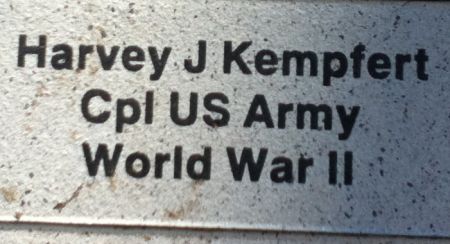 Harvey J Kempfert
Cpl US Army
World War II